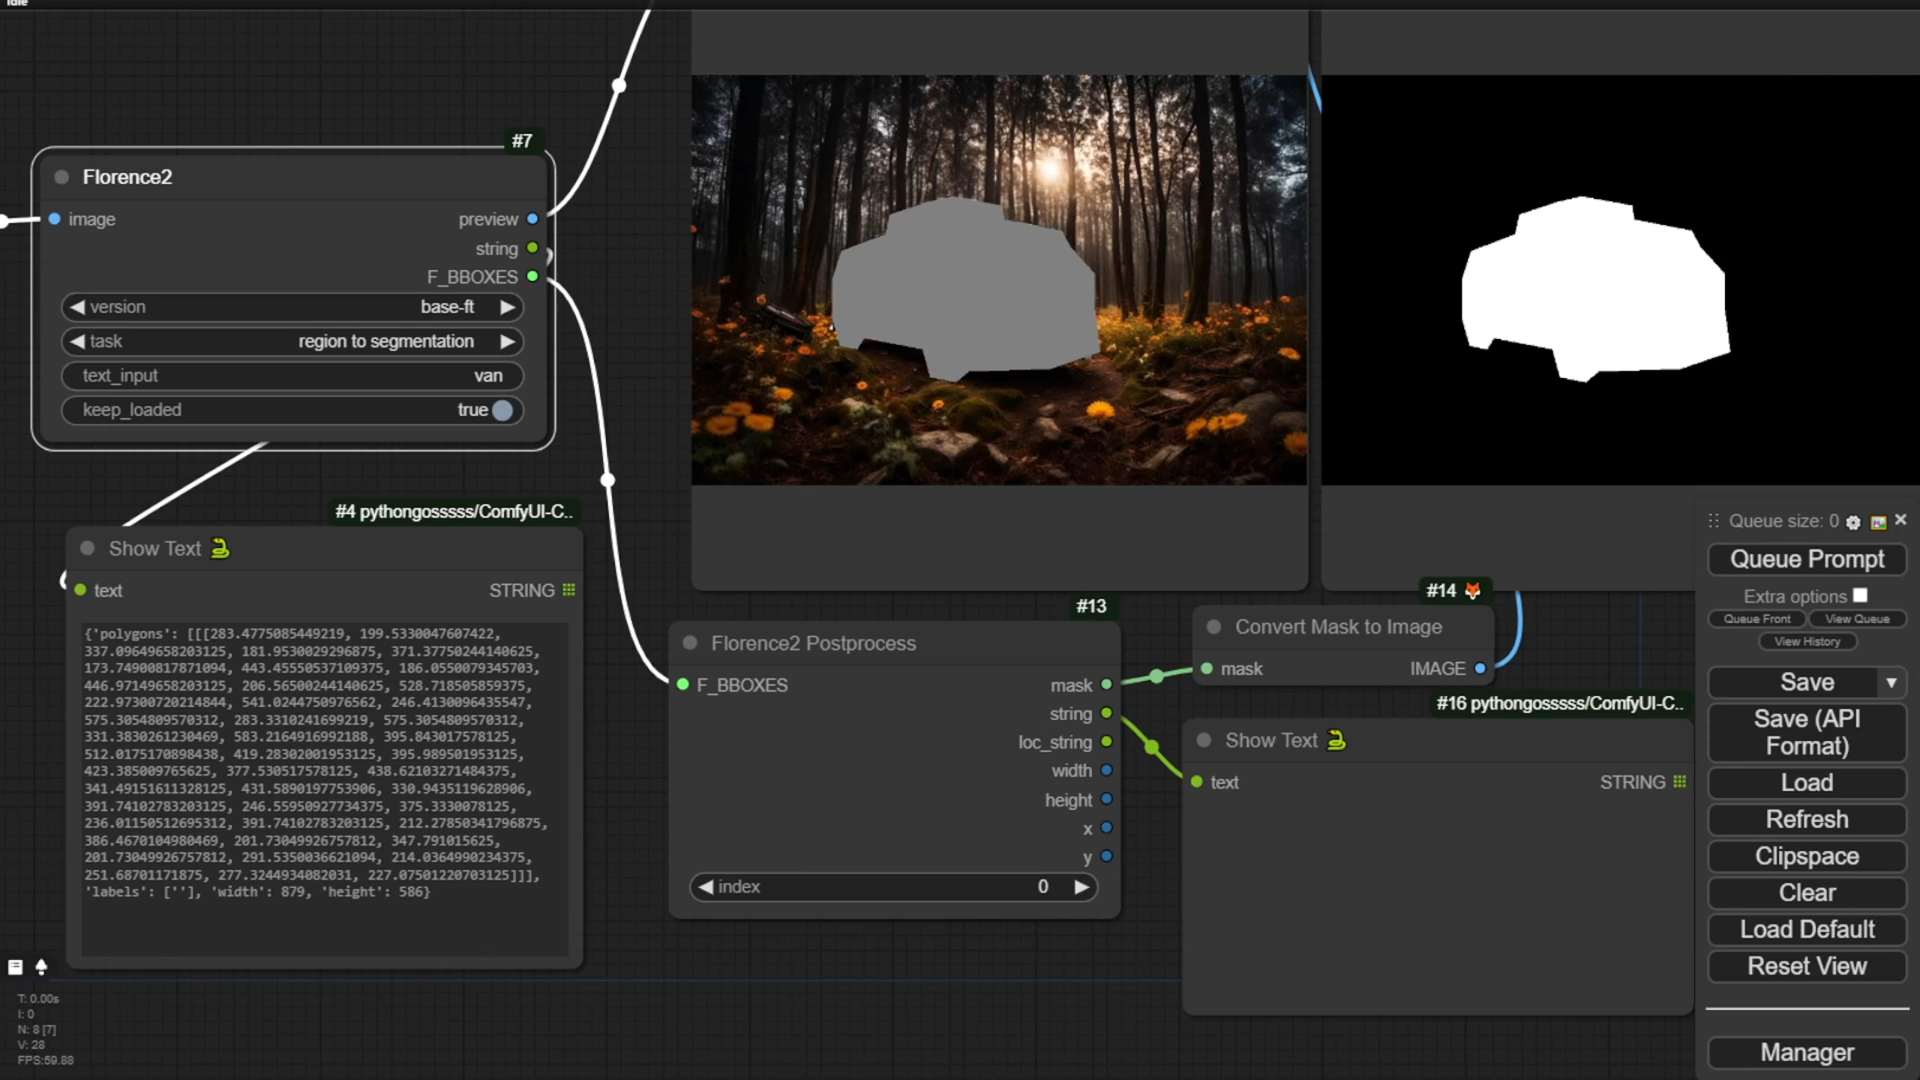 Idle
#7
Florence2
image
preview
string
F_BBOXES
version base-ft
task region to segmentation
text_input van
keep_loaded true
#4 pythongosssss/ComfyUI-C..
Show Text
text STRING
{'polygons': [[[283.4775085449219, 199.5330047607422,
337.09649658203125, 181.9530029296875, 371.37750244140625,
173.74900817871094, 443.45550537109375, 186.0550079345703,
446.97149658203125, 206.56500244140625, 528.718505859375,
222.97300720214844, 541.0244750976562, 246.4130096435547,
575.3054809570312, 283.3310241699219, 575.3054809570312,
331.3830261230469, 583.2164916992188, 395.843017578125,
512.0175170898438, 419.28302001953125, 395.989501953125,
423.385009765625, 377.530517578125, 438.62103271484375,
341.49151611328125, 431.5890197753906, 330.9435119628906,
391.74102783203125, 246.55950927734375, 375.3330078125,
236.01150512695312, 391.74102783203125, 212.27850341796875,
386.4670104980469, 201.73049926757812, 347.791015625,
201.73049926757812, 291.5350036621094, 214.0364990234375,
251.68701171875, 277.3244934082031, 227.07501220703125]]],
'labels': [''], 'width': 879, 'height': 586}
#13
Florence2 Postprocess
F_BBOXES mask
string
loc_string
width
height
x
y
index 0
#14
Convert Mask to Image
mask IMAGE
#16 pythongosssss/ComfyUI-C..
Show Text
text STRING
Queue size: 0
Queue Prompt
Extra options
Queue Front View Queue
View History
Save
Save (API
Format)
Load
Refresh
Clipspace
Clear
Load Default
Reset View
Manager
T: 0.00s
I: 0
N: 8 [7]
V: 28
FPS:59.88